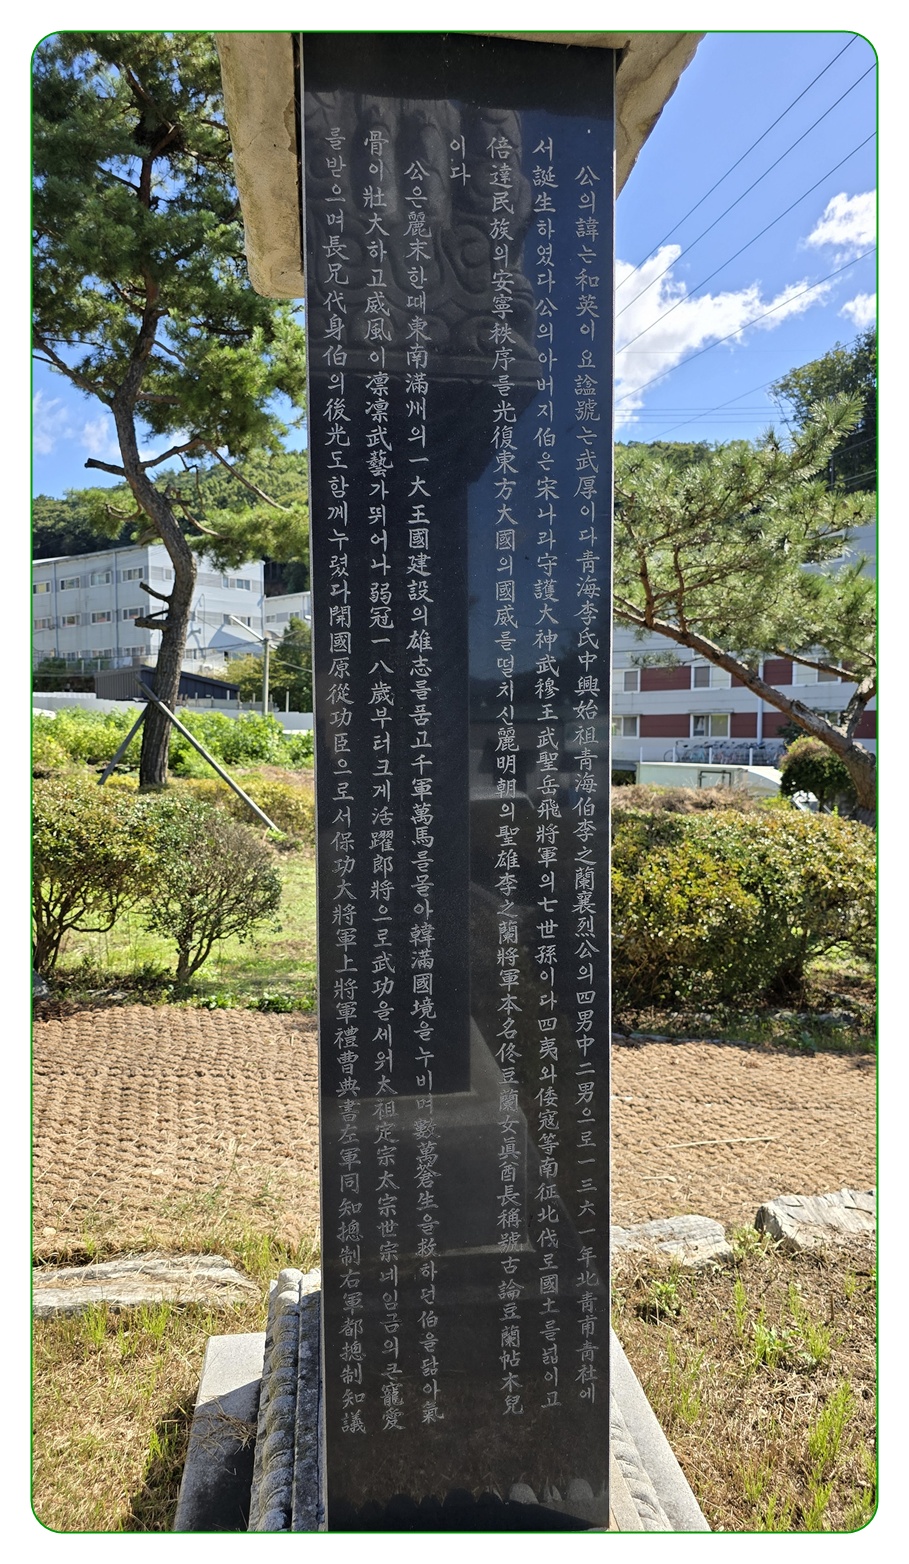 公의諱는和英이요諡號는武厚이다靑海李氏中興始祖靑海伯李之蘭襄烈公의四男中二男으로一三六一年北靑甫靑社에
서誕生하였다公의아버지伯은宋나라守護大神武穆王武聖岳飛將軍의七世孫이다四夷와倭寇等南征北伐로國土를넓이고
倍達民族의安寧秩序를光復東方大國의國威를떨치신麗明朝의聖雄李之蘭將軍本名佟豆蘭女眞酋長稱號古論豆蘭帖木兒
이다
公은麗末한때東南滿州의一大王國建設의雄志를품고千軍萬馬를몰아韓滿國境을누비며數萬蒼生을救하던伯을닮아氣
骨이壯大하고威風이凛凛武藝가뛰어나弱冠一八歲부터크게活躍郎將으로武功을세워太祖定宗太宗世宗네임금의큰寵愛
를받으며長兄代身伯의後光도함께누렸다開國原從功臣으로서保功大將軍上將軍禮曹典書左軍同知摠制右軍都摠制知議